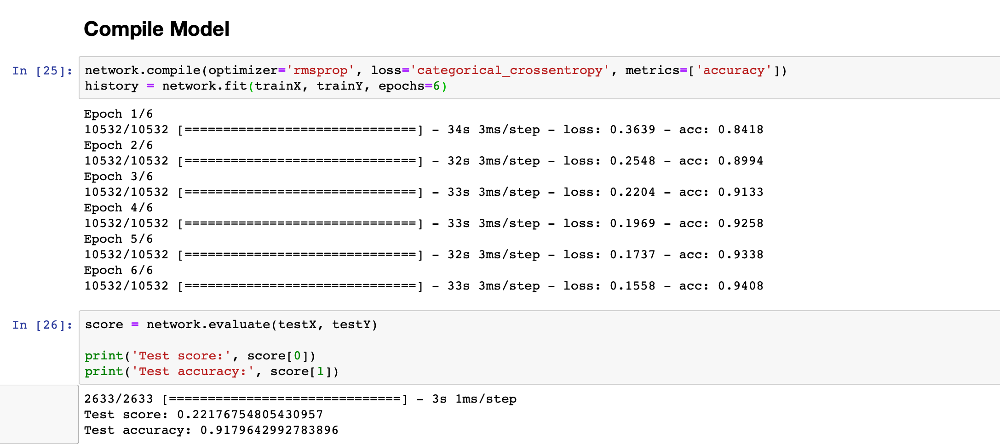 Compile Model
In [25]: network.compile(optimizer='rmsprop', loss='categorical_crossentropy', metrics=['accuracy'])
history = network.fit(trainX, trainY, epochs=6)
Epoch 1/6
10532/10532 [==============================] - 34s 3ms/step - loss: 0.3639 - acc: 0.8418
Epoch 2/6
10532/10532 [==============================] - 32s 3ms/step - loss: 0.2548 - acc: 0.8994
Epoch 3/6
10532/10532 [==============================] - 33s 3ms/step - loss: 0.2204 - acc: 0.9133
Epoch 4/6
10532/10532 [==============================] - 33s 3ms/step - loss: 0.1969 - acc: 0.9258
Epoch 5/6
10532/10532 [==============================] - 32s 3ms/step - loss: 0.1737 - acc: 0.9338
Epoch 6/6
10532/10532 [==============================] - 33s 3ms/step - loss: 0.1558 - acc: 0.9408
In [26]: score = network.evaluate(testX, testY)
print('Test score:', score[0])
print('Test accuracy:', score[1])
2633/2633 [==============================] - 3s 1ms/step
Test score: 0.22176754805430957
Test accuracy: 0.9179642992783896